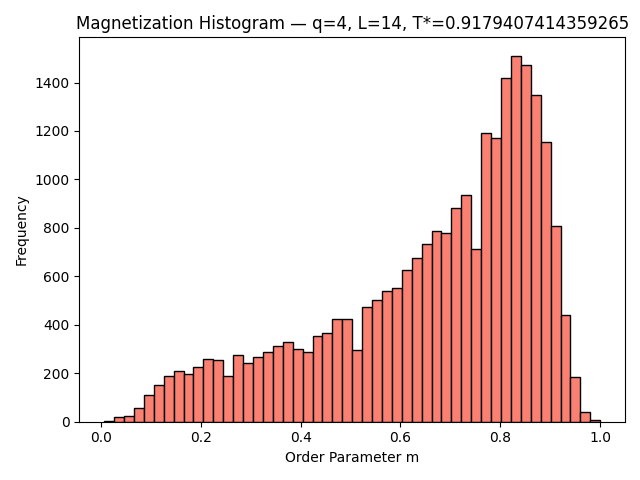 Magnetization Histogram — q=4, L=14, T*=0.9179407414359265
1400
1200
1000
800
600
400
200
0
Frequency
0.0 0.2 0.4 0.6 0.8 1.0
Order Parameter m